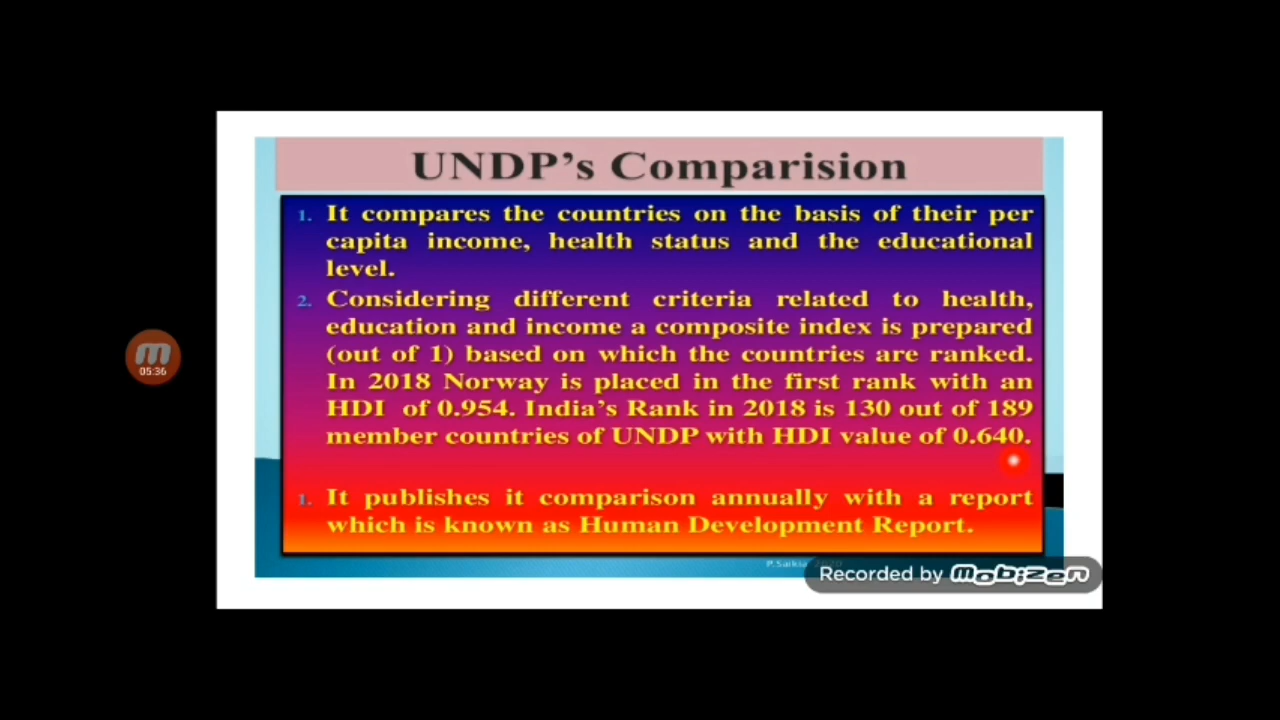 UNDP's Comparision
1. It compares the countries on the basis of their per
capita income, health status and the educational
level.
2. Considering different criteria related to health,
education and income a composite index is prepared
(out of 1) based on which the countries are ranked.
In 2018 Norway is placed in the first rank with an
HDI of 0.954. India's Rank in 2018 is 130 out of 189
member countries of UNDP with HDI value of 0.640.
1. It publishes it comparison annually with a report
which is known as Human Development Report.
P.Saikia
Recorded by mobizen
05:36